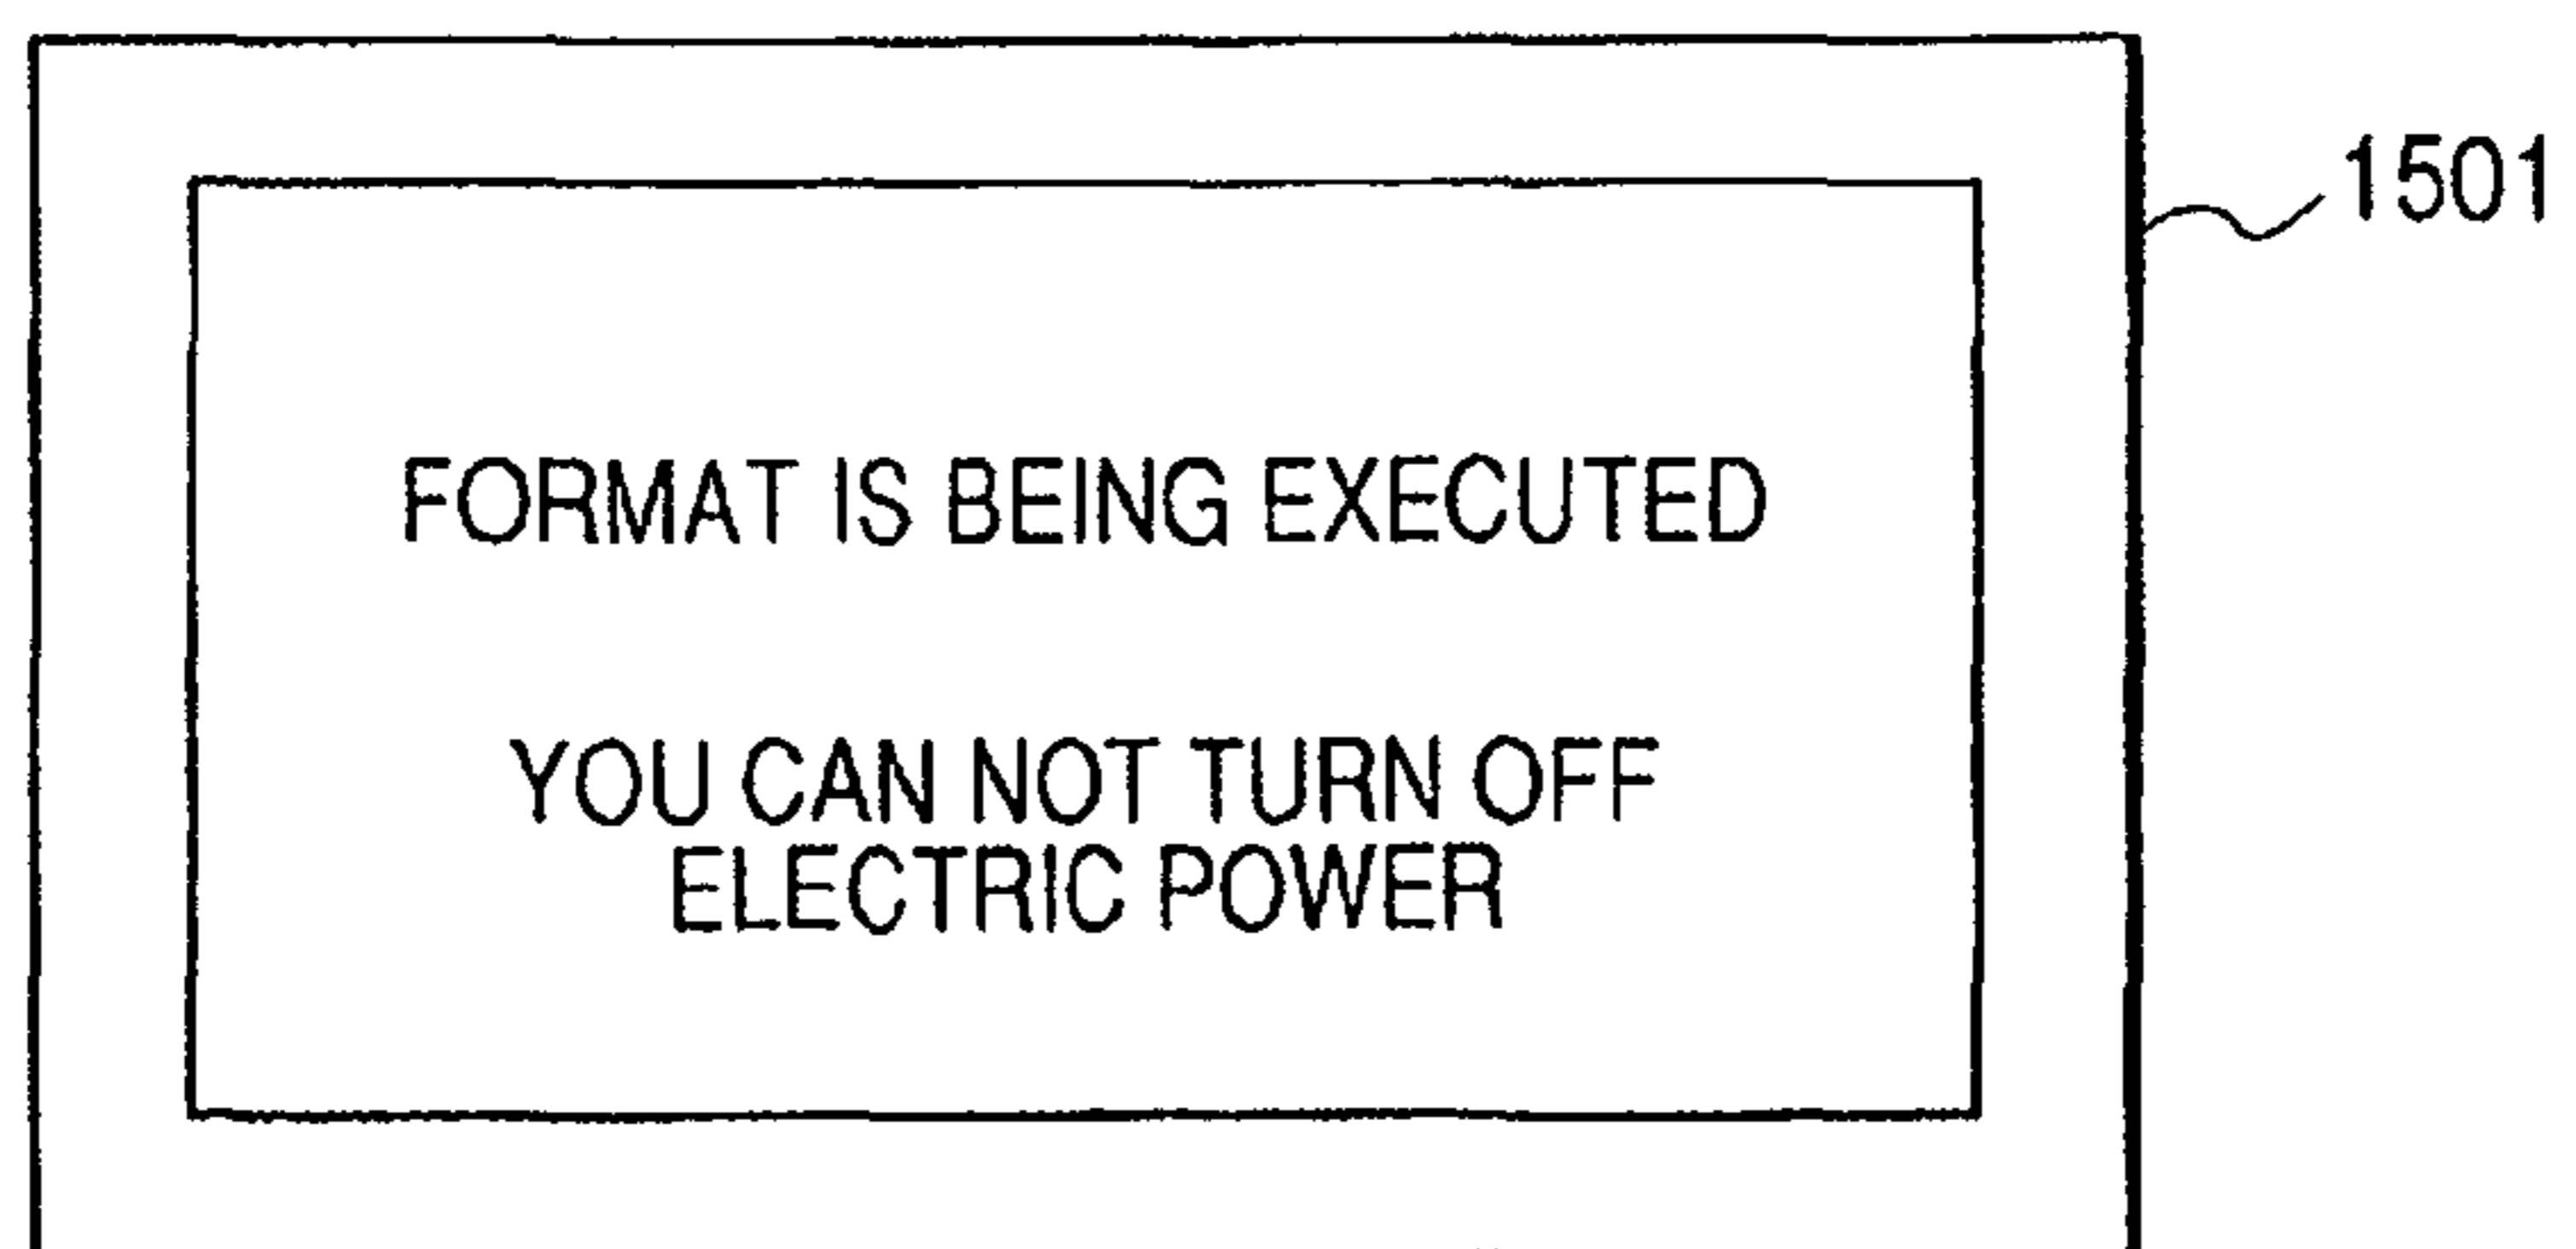 1501
FORMAT IS BEING EXECUTED
YOU CAN NOT TURN OFF
ELECTRIC POWER